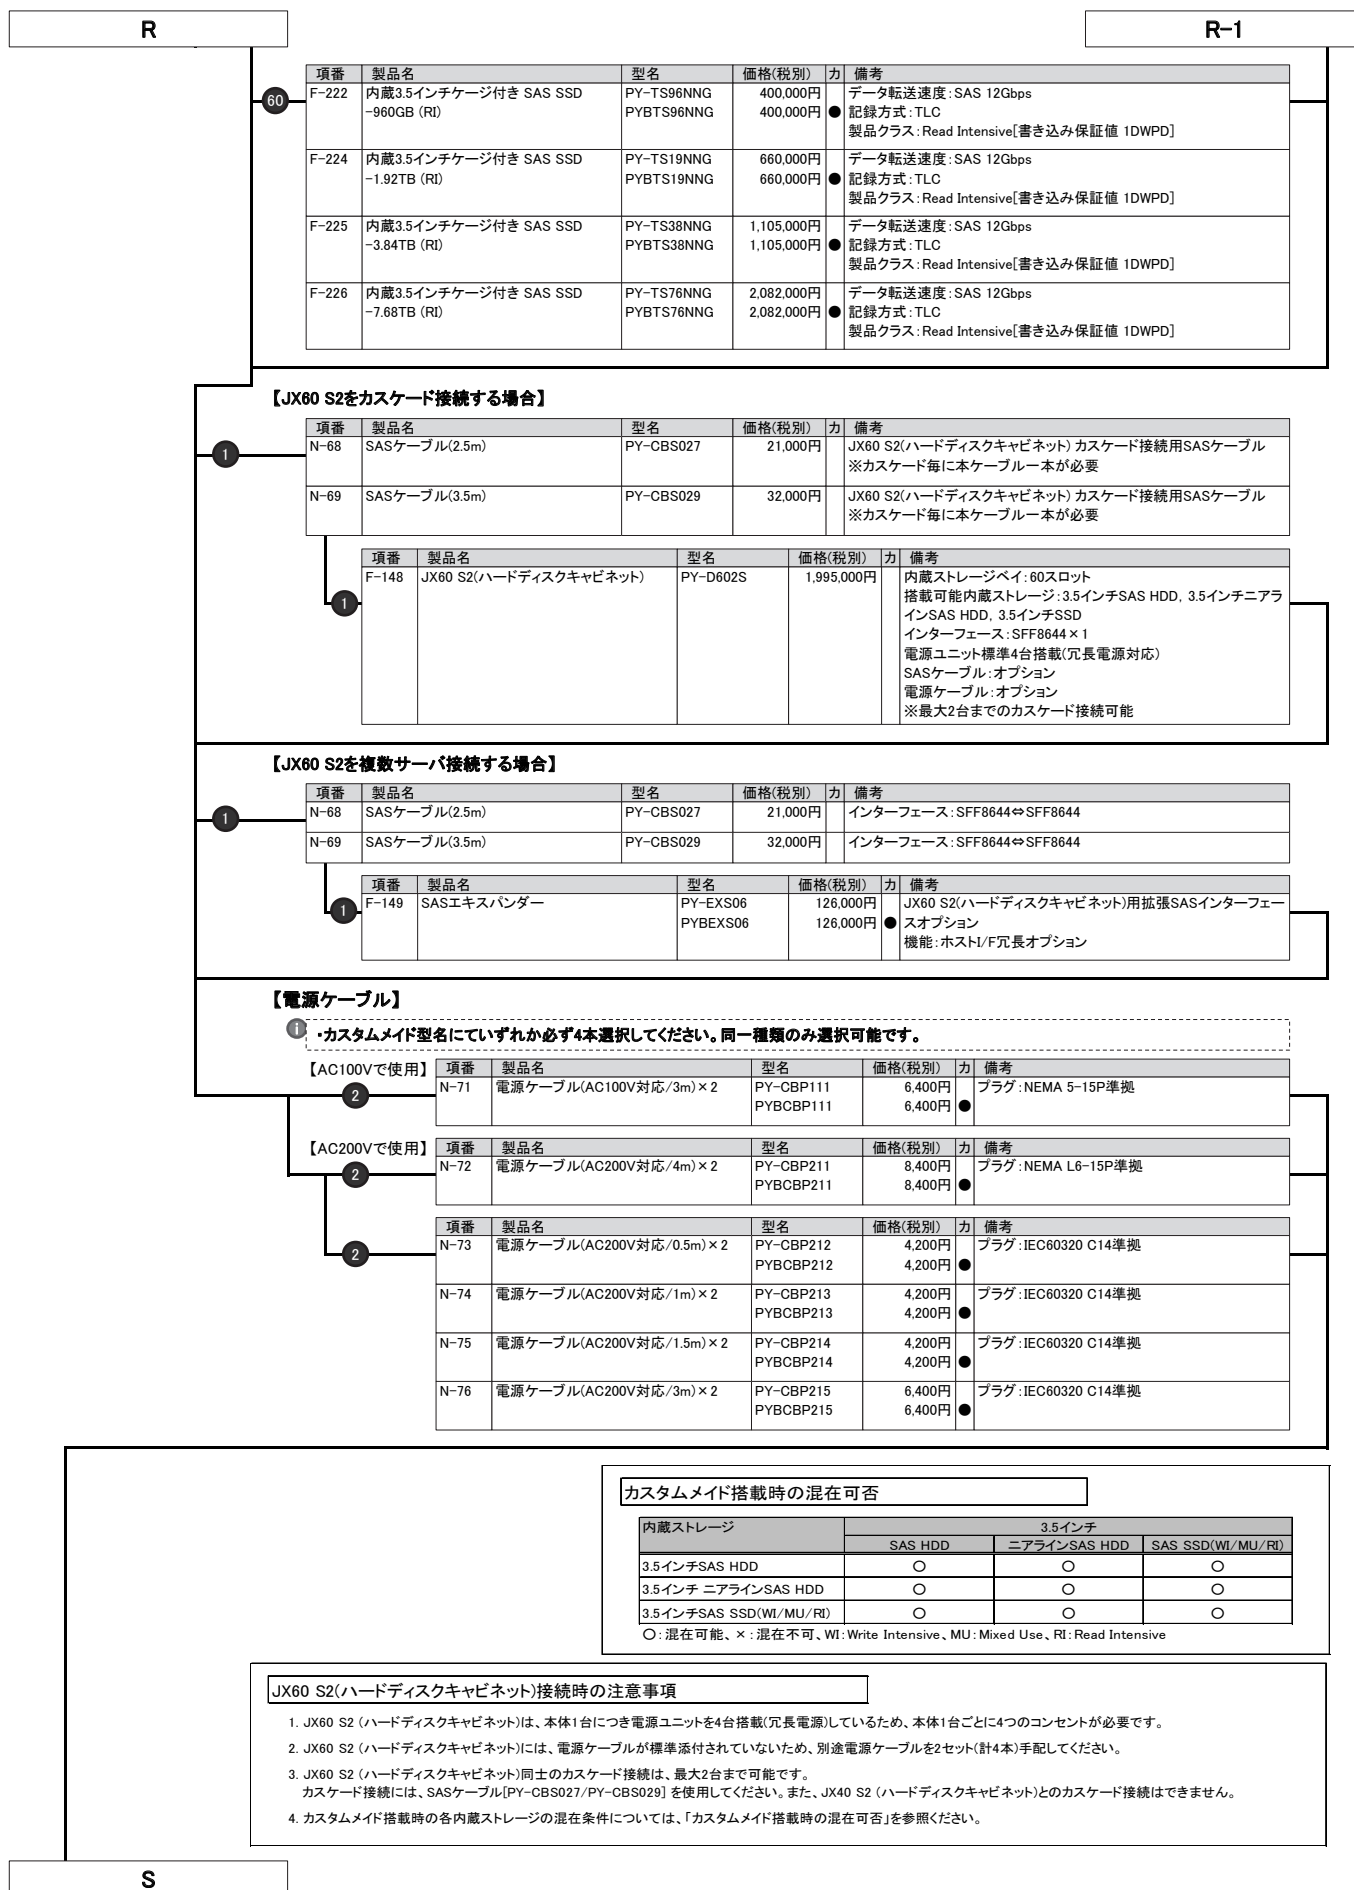 R
R-1
項番 製品名 型名 価格(税別) カ 備考
60
F-222 内蔵3.5インチケージ付き SAS SSD PY-TS96NNG 400,000円 データ転送速度:SAS 12Gbps
-960GB (RI) PYBTS96NNG 400,000円 ● 記録方式:TLC
製品クラス:Read Intensive[書き込み保証値 1DWPD]
F-224 内蔵3.5インチケージ付き SAS SSD PY-TS19NNG 660,000円 データ転送速度:SAS 12Gbps
-1.92TB (RI) PYBTS19NNG 660,000円 ● 記録方式:TLC
製品クラス:Read Intensive[書き込み保証値 1DWPD]
F-225 内蔵3.5インチケージ付き SAS SSD PY-TS38NNG 1,105,000円 データ転送速度:SAS 12Gbps
-3.84TB (RI) PYBTS38NNG 1,105,000円 ● 記録方式:TLC
製品クラス:Read Intensive[書き込み保証値 1DWPD]
F-226 内蔵3.5インチケージ付き SAS SSD PY-TS76NNG 2,082,000円 データ転送速度:SAS 12Gbps
-7.68TB (RI) PYBTS76NNG 2,082,000円 ● 記録方式:TLC
製品クラス:Read Intensive[書き込み保証値 1DWPD]
【JX60 S2をカスケード接続する場合】
項番 製品名 型名 価格(税別) カ 備考
1
N-68 SASケーブル(2.5m) PY-CBS027 21,000円 JX60 S2(ハードディスクキャビネット) カスケード接続用SASケーブル
※カスケード毎に本ケーブル一本が必要
N-69 SASケーブル(3.5m) PY-CBS029 32,000円 JX60 S2(ハードディスクキャビネット) カスケード接続用SASケーブル
※カスケード毎に本ケーブル一本が必要
項番 製品名 型名 価格(税別) カ 備考
1
F-148 JX60 S2(ハードディスクキャビネット) PY-D602S 1,995,000円 内蔵ストレージベイ:60スロット
搭載可能内蔵ストレージ:3.5インチSAS HDD, 3.5インチニアラ
インSAS HDD, 3.5インチSSD
インターフェース:SFF8644×1
電源ユニット標準4台搭載(冗長電源対応)
SASケーブル:オプション
電源ケーブル:オプション
※最大2台までのカスケード接続可能
【JX60 S2を複数サーバ接続する場合】
項番 製品名 型名 価格(税別) カ 備考
1
N-68 SASケーブル(2.5m) PY-CBS027 21,000円 インターフェース:SFF8644⇔SFF8644
N-69 SASケーブル(3.5m) PY-CBS029 32,000円 インターフェース:SFF8644⇔SFF8644
項番 製品名 型名 価格(税別) カ 備考
1
F-149 SASエキスパンダー PY-EXS06 126,000円 JX60 S2(ハードディスクキャビネット)用拡張SASインターフェー
PYBEXS06 126,000円 ● スオプション
機能:ホストI/F冗長オプション
【電源ケーブル】
i ・カスタムメイド型名にていずれか必ず4本選択してください。同一種類のみ選択可能です。
【AC100Vで使用】 項番 製品名 型名 価格(税別) カ 備考
2
N-71 電源ケーブル(AC100V対応/3m)×2 PY-CBP111 6,400円 プラグ:NEMA 5-15P準拠
PYBCBP111 6,400円 ●
【AC200Vで使用】 項番 製品名 型名 価格(税別) カ 備考
2
N-72 電源ケーブル(AC200V対応/4m)×2 PY-CBP211 8,400円 プラグ:NEMA L6-15P準拠
PYBCBP211 8,400円 ●
項番 製品名 型名 価格(税別) カ 備考
2
N-73 電源ケーブル(AC200V対応/0.5m)×2 PY-CBP212 4,200円 プラグ:IEC60320 C14準拠
PYBCBP212 4,200円 ●
N-74 電源ケーブル(AC200V対応/1m)×2 PY-CBP213 4,200円 プラグ:IEC60320 C14準拠
PYBCBP213 4,200円 ●
N-75 電源ケーブル(AC200V対応/1.5m)×2 PY-CBP214 4,200円 プラグ:IEC60320 C14準拠
PYBCBP214 4,200円 ●
N-76 電源ケーブル(AC200V対応/3m)×2 PY-CBP215 6,400円 プラグ:IEC60320 C14準拠
PYBCBP215 6,400円 ●
カスタムメイド搭載時の混在可否
内蔵ストレージ 3.5インチ
SAS HDD ニアラインSAS HDD SAS SSD(WI/MU/RI)
3.5インチSAS HDD ○ ○ ○
3.5インチ ニアラインSAS HDD ○ ○ ○
3.5インチSAS SSD(WI/MU/RI) ○ ○ ○
○:混在可能、×:混在不可、WI:Write Intensive、MU:Mixed Use、RI:Read Intensive
JX60 S2(ハードディスクキャビネット)接続時の注意事項
1. JX60 S2 (ハードディスクキャビネット)は、本体1台につき電源ユニットを4台搭載(冗長電源)しているため、本体1台ごとに4つのコンセントが必要です。
2. JX60 S2 (ハードディスクキャビネット)には、電源ケーブルが標準添付されていないため、別途電源ケーブルを2セット(計4本)手配してください。
3. JX60 S2 (ハードディスクキャビネット)同士のカスケード接続は、最大2台まで可能です。
カスケード接続には、SASケーブル[PY-CBS027/PY-CBS029] を使用してください。また、JX40 S2 (ハードディスクキャビネット)とのカスケード接続はできません。
4. カスタムメイド搭載時の各内蔵ストレージの混在条件については、「カスタムメイド搭載時の混在可否」を参照ください。
S